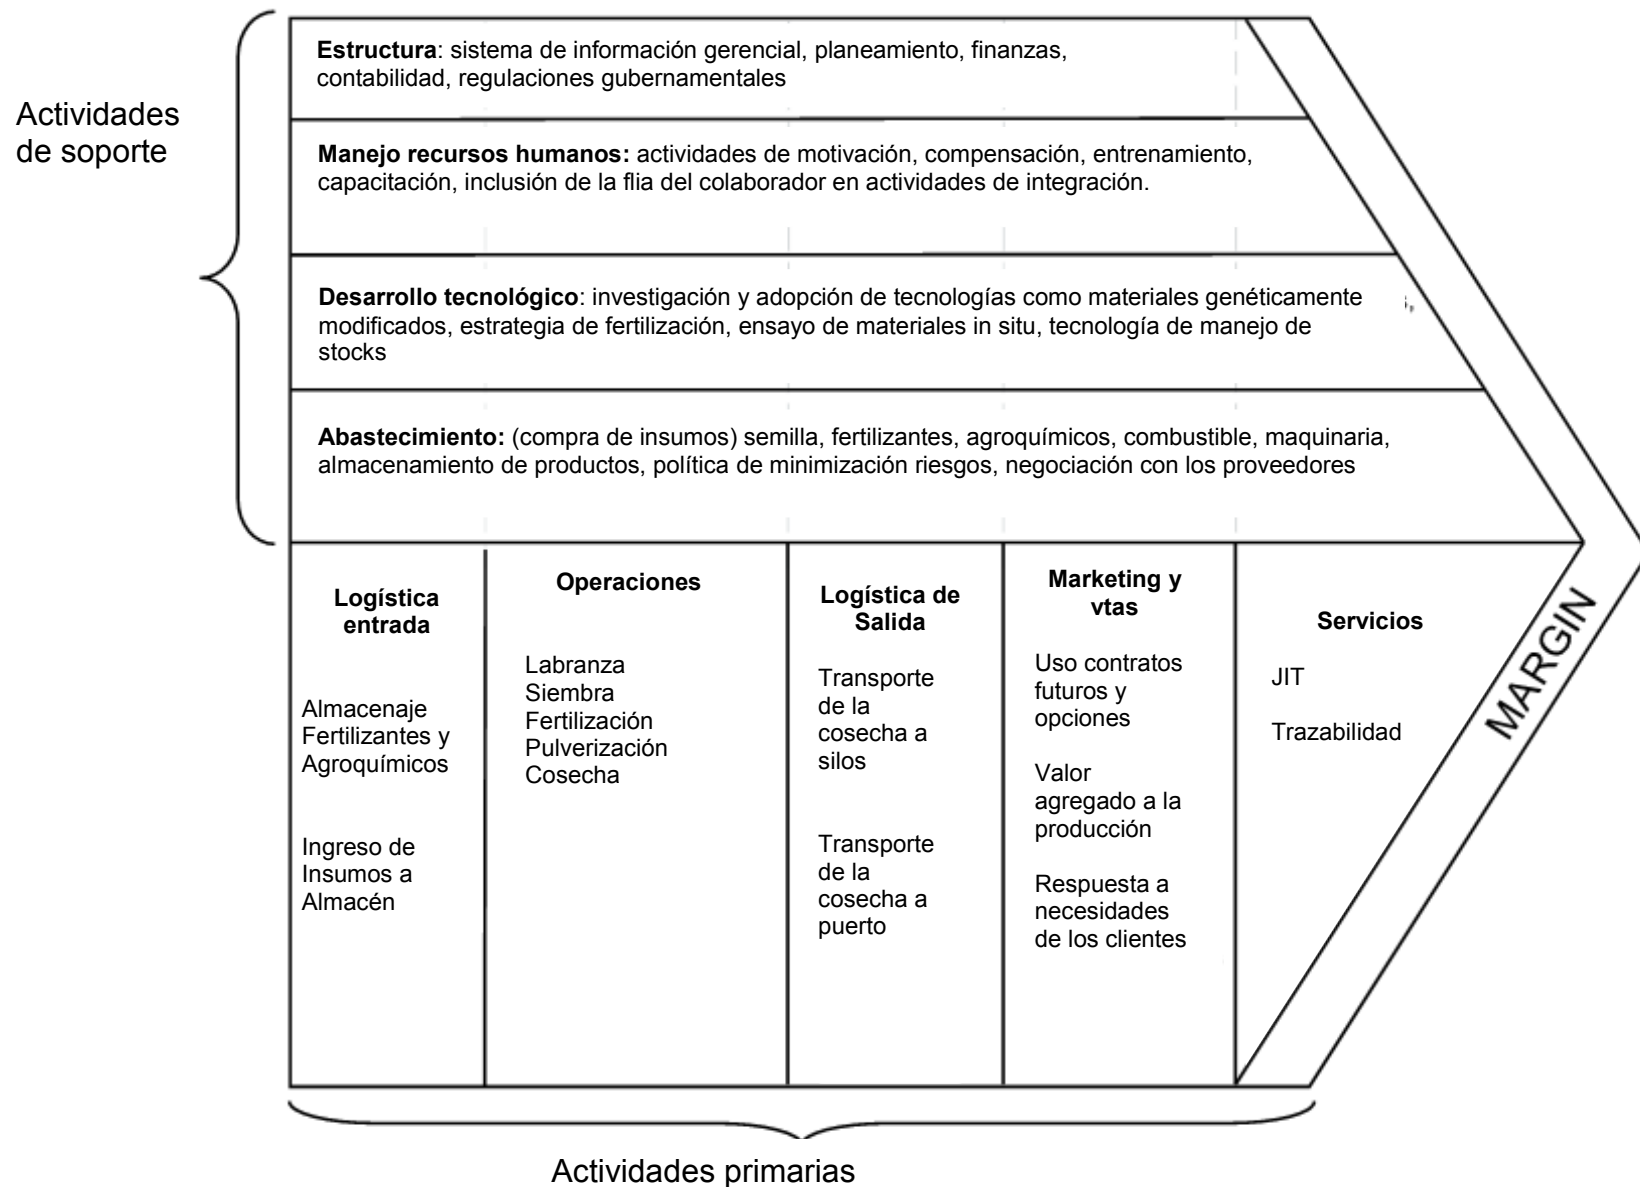 Estructura: sistema de información gerencial, planeamiento, finanzas,
contabilidad, regulaciones gubernamentales
Actividades
de soporte
Manejo recursos humanos: actividades de motivación, compensación, entrenamiento,
capacitación, inclusión de la flia del colaborador en actividades de integración.
Desarrollo tecnológico: investigación y adopción de tecnologías como materiales genéticamente
modificados, estrategia de fertilización, ensayo de materiales in situ, tecnología de manejo de
stocks
Abastecimiento: (compra de insumos) semilla, fertilizantes, agroquímicos, combustible, maquinaria,
almacenamiento de productos, política de minimización riesgos, negociación con los proveedores
Logística
entrada
Almacenaje
Fertilizantes y
Agroquímicos
Ingreso de
Insumos a
Almacén
Operaciones
Labranza
Siembra
Fertilización
Pulverización
Cosecha
Logística de
Salida
Transporte
de la
cosecha a
silos
Transporte
de la
cosecha a
puerto
Marketing y
vtas
Uso contratos
futuros y
opciones
Valor
agregado a la
producción
Respuesta a
necesidades
de los clientes
Servicios
JIT
Trazabilidad
MARGIN
Actividades primarias